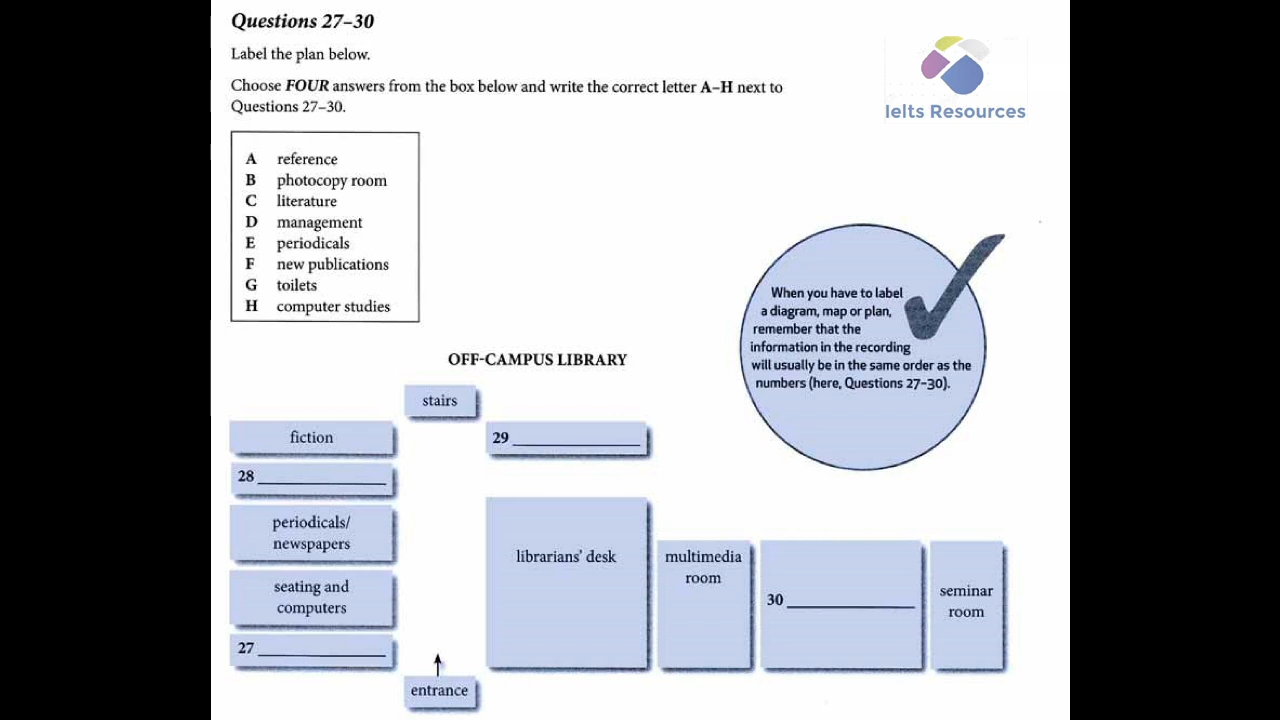 Questions 27–30
Label the plan below.
Choose FOUR answers from the box below and write the correct letter A–H next to
Questions 27–30.
Ielts Resources
A reference
B photocopy room
C literature
D management
E periodicals
F new publications
G toilets
H computer studies
When you have to label
a diagram, map or plan,
remember that the
information in the recording
will usually be in the same order as the
numbers (here, Questions 27–30).
OFF-CAMPUS LIBRARY
stairs
fiction
29
28
periodicals/
newspapers
librarians' desk
multimedia
room
seating and
computers
30
seminar
room
27
entrance